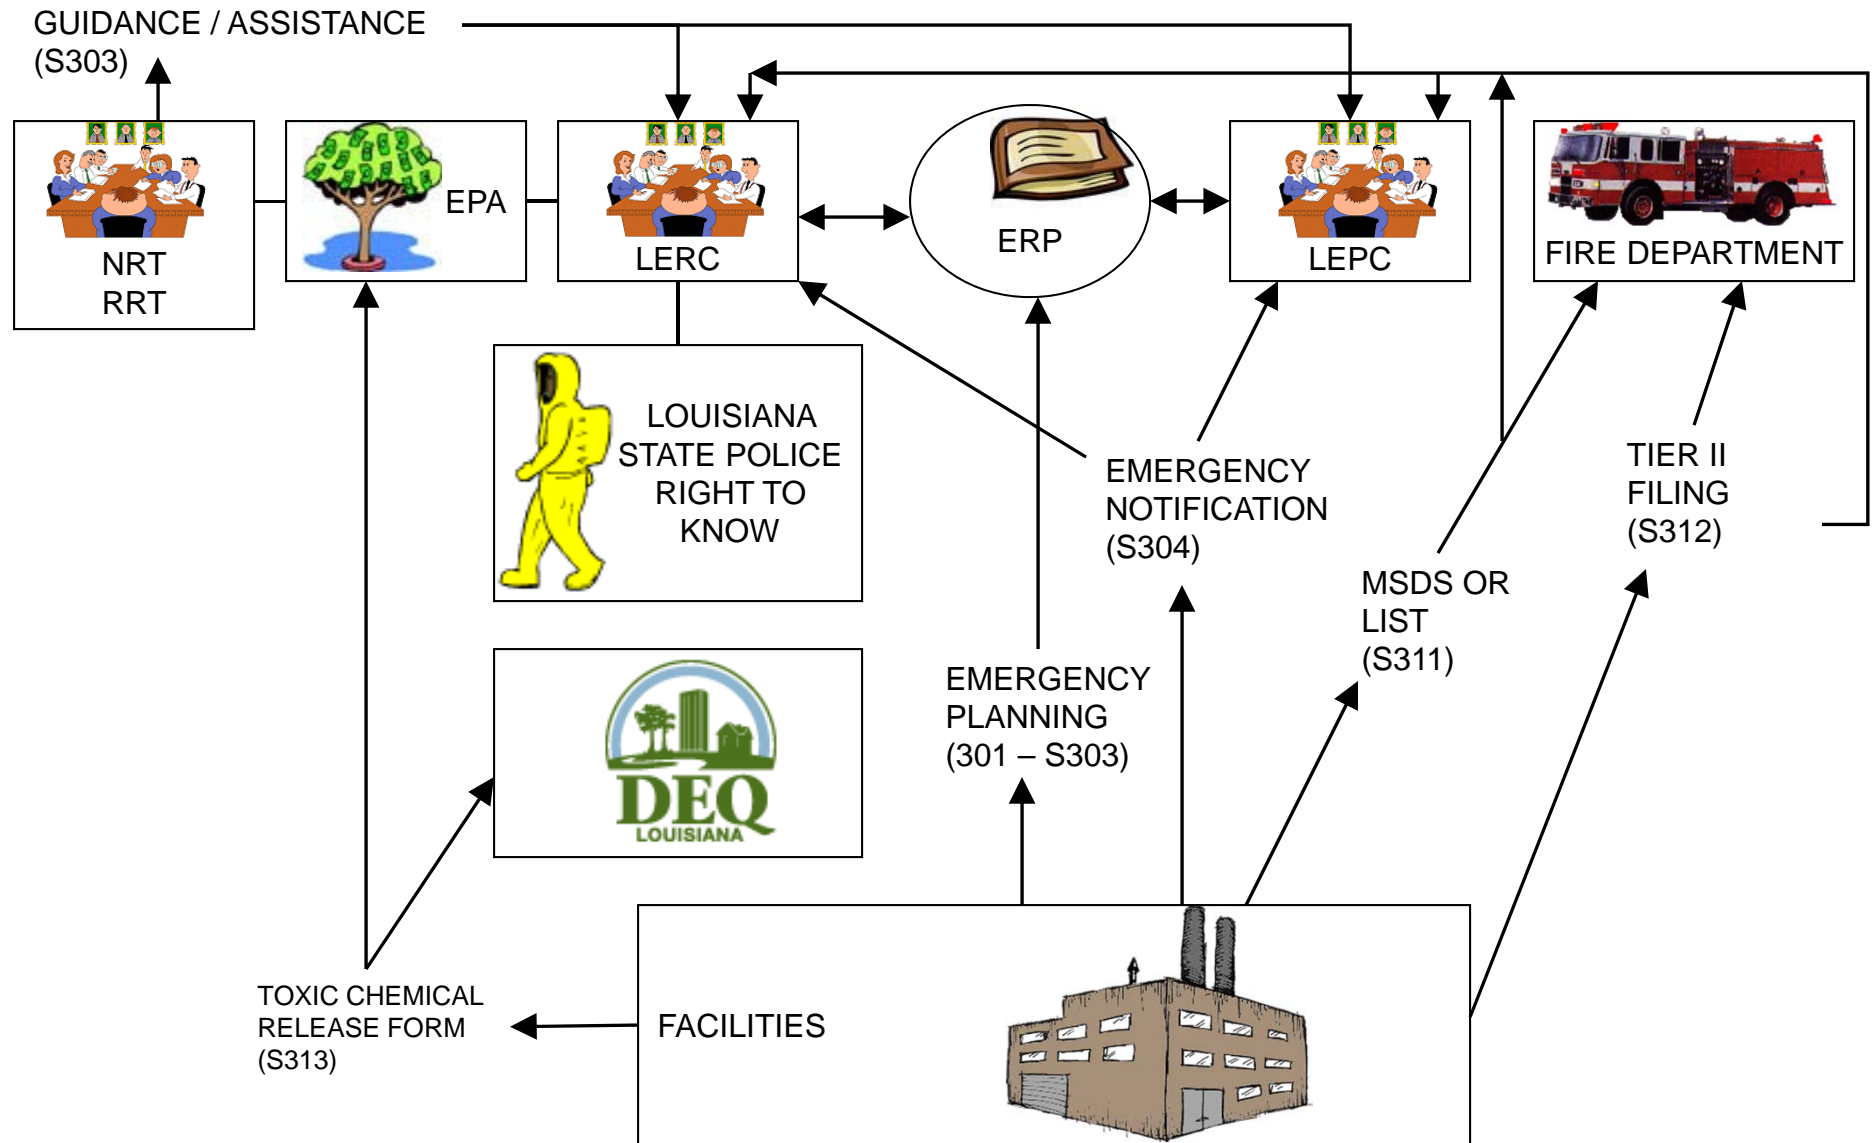 GUIDANCE / ASSISTANCE
(S303)
NRT
RRT
EPA
LERC
ERP
LEPC
FIRE DEPARTMENT
LOUISIANA
STATE POLICE
RIGHT TO
KNOW
EMERGENCY
NOTIFICATION
(S304)
TIER II
FILING
(S312)
MSDS OR
LIST
(S311)
EMERGENCY
PLANNING
(301 – S303)
DEQ
LOUISIANA
TOXIC CHEMICAL
RELEASE FORM
(S313)
FACILITIES